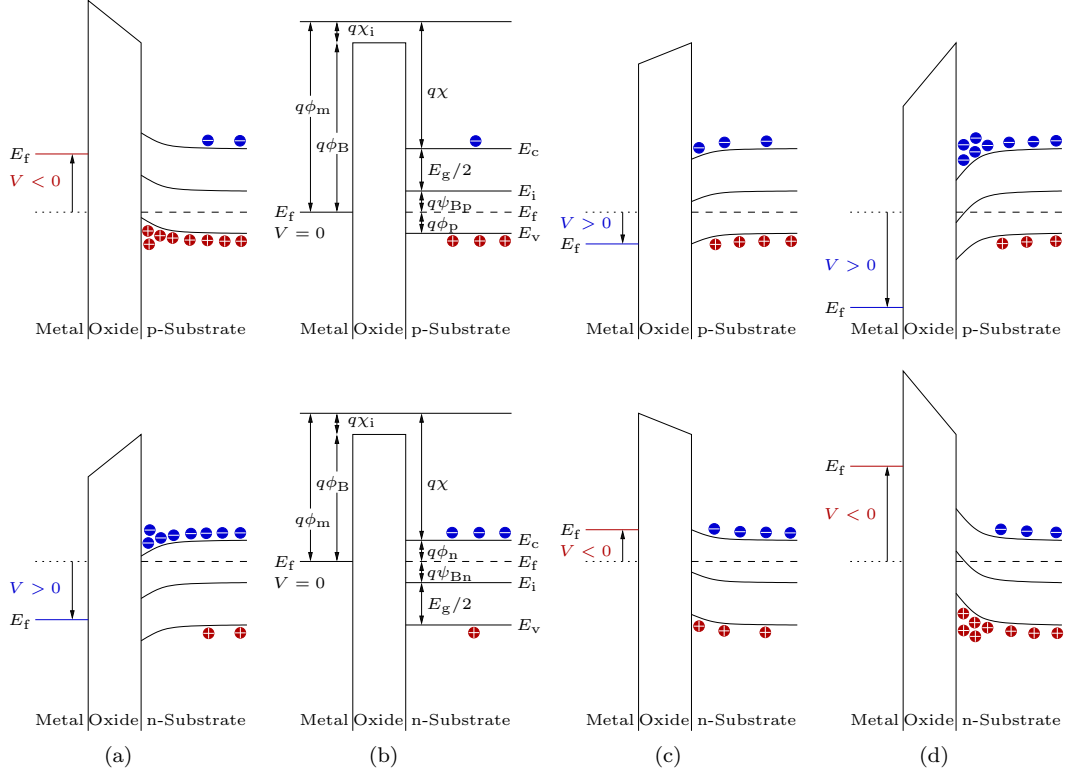 E_f
V < 0
Metal Oxide p-Substrate
qχ_i
qϕ_m
qϕ_B
qχ
E_c
E_g/2
E_i
qψ_Bp
E_f
E_f
qϕ_p
V = 0
E_v
Metal Oxide p-Substrate
V > 0
E_f
Metal Oxide p-Substrate
V > 0
E_f
Metal Oxide p-Substrate
V > 0
E_f
Metal Oxide n-Substrate
qχ_i
qϕ_B
qχ
qϕ_m
E_c
qϕ_n
E_f
E_f
qψ_Bn
V = 0
E_i
E_g/2
E_v
Metal Oxide n-Substrate
E_f
V < 0
Metal Oxide n-Substrate
E_f
V < 0
Metal Oxide n-Substrate
(a)
(b)
(c)
(d)